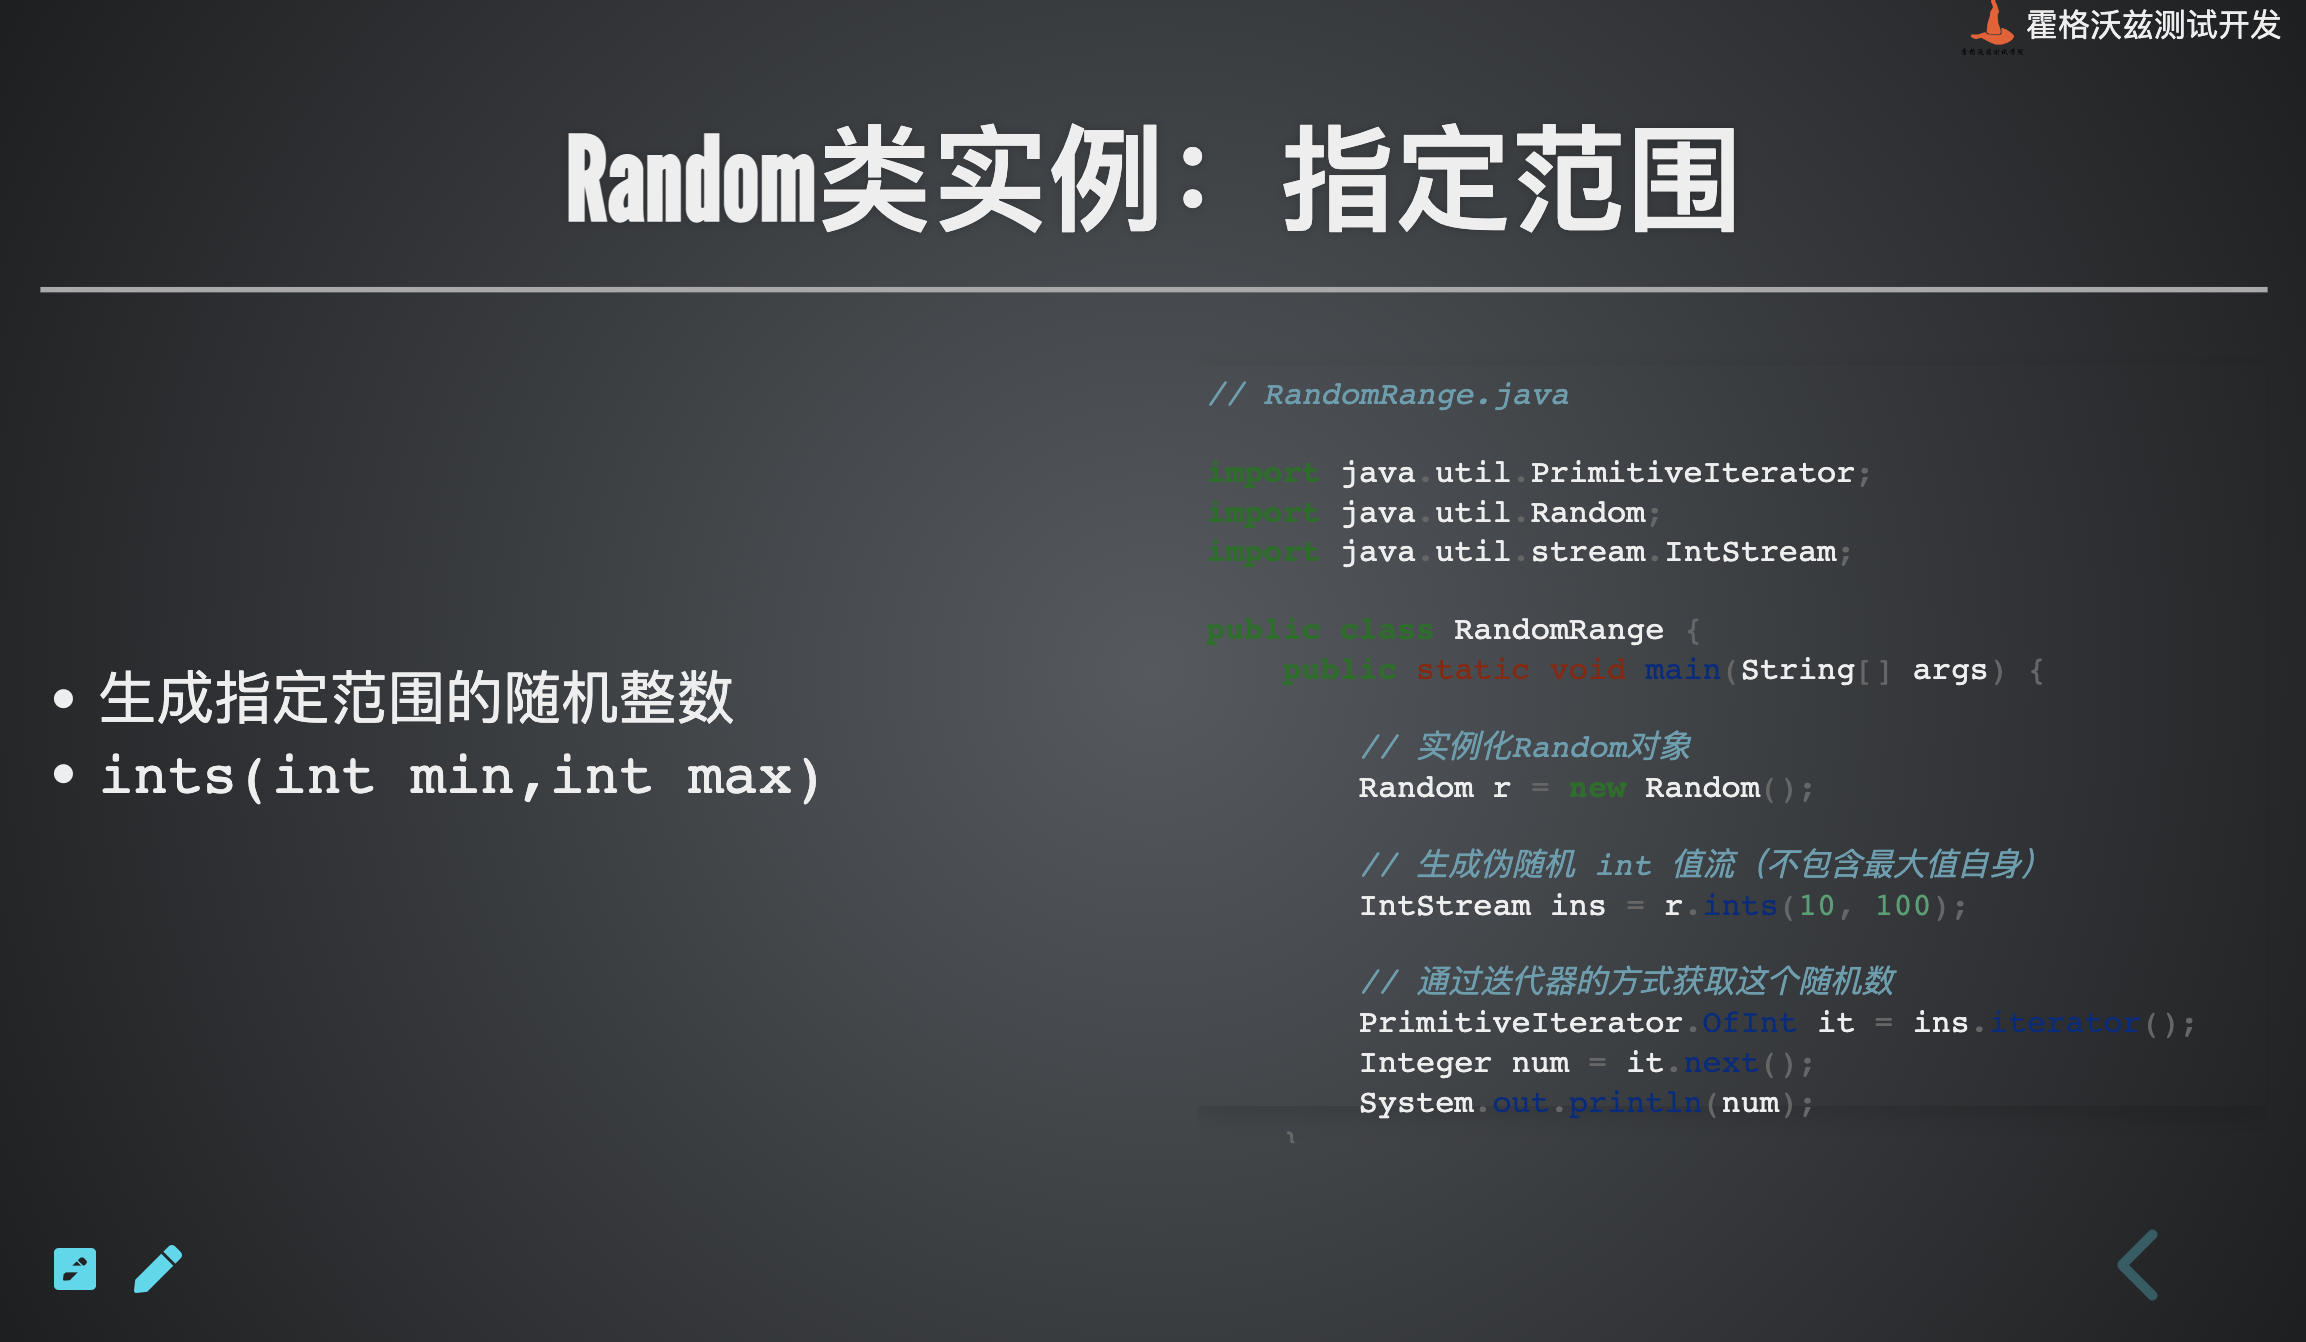 霍格沃兹测试开发
Random类实例：指定范围
生成指定范围的随机整数
ints(int min,int max)
// RandomRange.java
import java.util.PrimitiveIterator;
import java.util.Random;
import java.util.stream.IntStream;
public class RandomRange {
public static void main(String[] args) {
// 实例化Random对象
Random r = new Random();
// 生成伪随机 int 值流（不包含最大值自身）
IntStream ins = r.ints(10, 100);
// 通过迭代器的方式获取这个随机数
PrimitiveIterator.OfInt it = ins.iterator();
Integer num = it.next();
System.out.println(num);
}